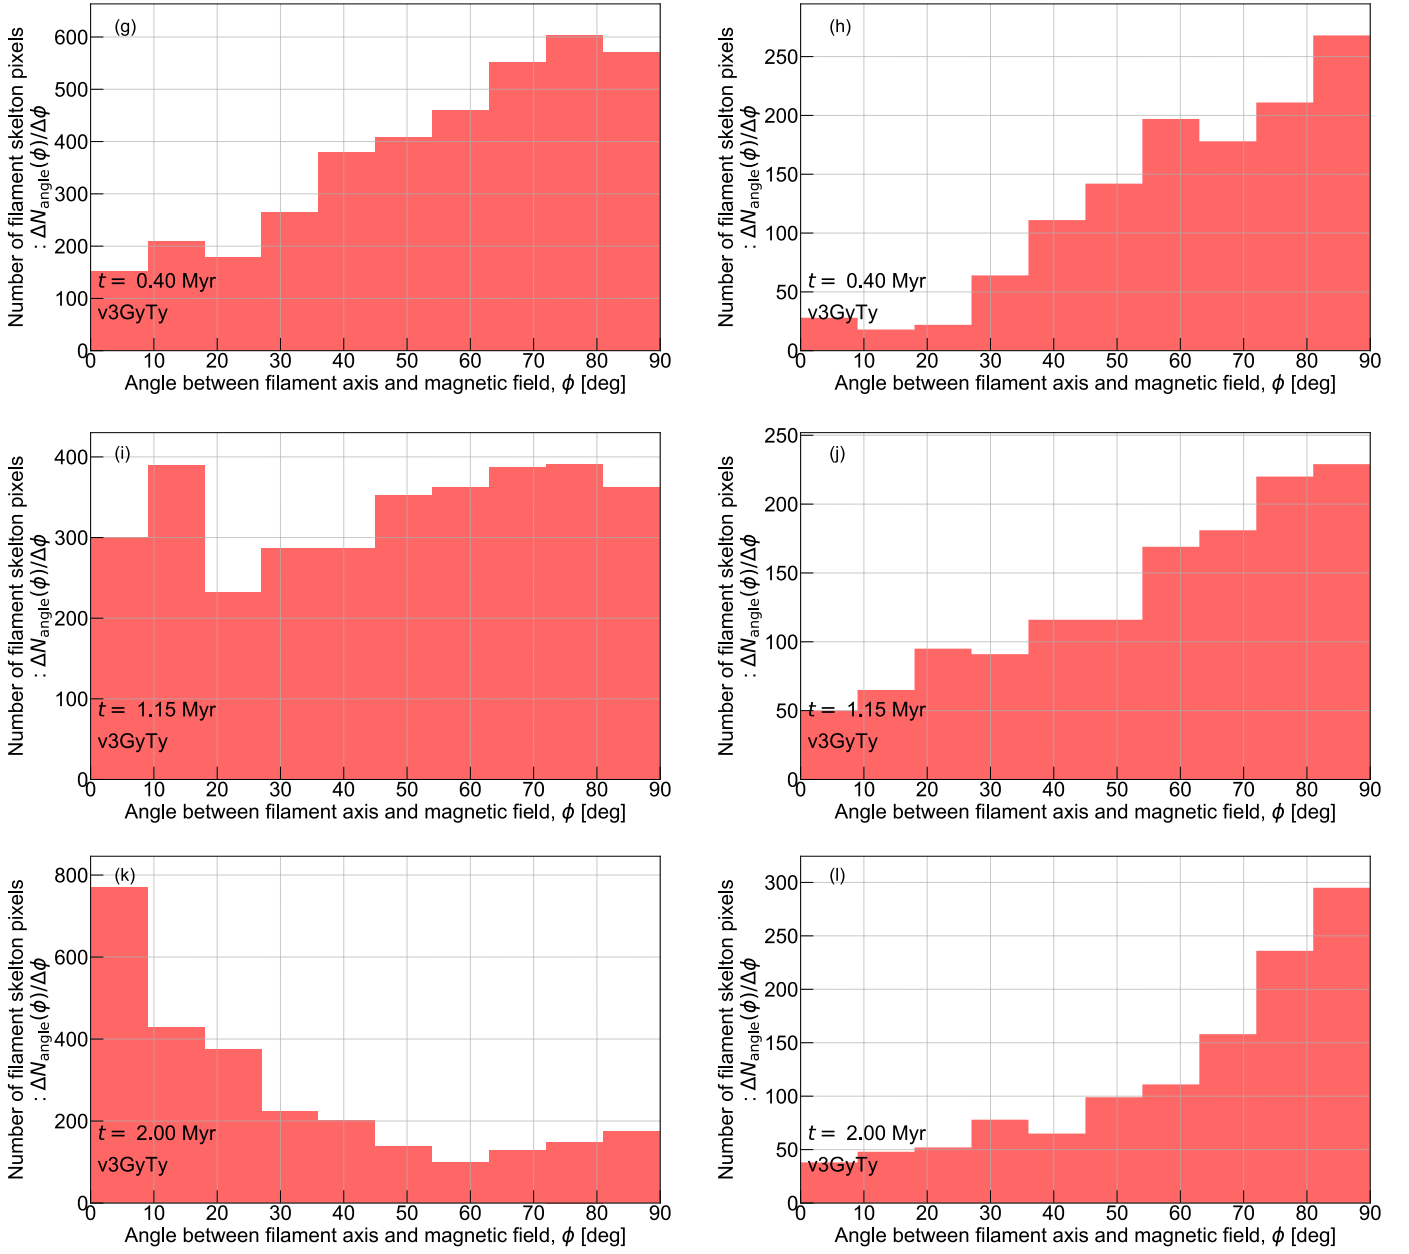 (g)
Number of filament skelton pixels
: ΔN_angle(ϕ)/Δϕ
600
500
400
300
200
100
0
t = 0.40 Myr
v3GyTy
0 10 20 30 40 50 60 70 80 90
Angle between filament axis and magnetic field, ϕ [deg]
(h)
Number of filament skelton pixels
: ΔN_angle(ϕ)/Δϕ
250
200
150
100
50
0
t = 0.40 Myr
v3GyTy
0 10 20 30 40 50 60 70 80 90
Angle between filament axis and magnetic field, ϕ [deg]
(i)
Number of filament skelton pixels
: ΔN_angle(ϕ)/Δϕ
400
300
200
100
0
t = 1.15 Myr
v3GyTy
0 10 20 30 40 50 60 70 80 90
Angle between filament axis and magnetic field, ϕ [deg]
(j)
Number of filament skelton pixels
: ΔN_angle(ϕ)/Δϕ
250
200
150
100
50
0
t = 1.15 Myr
v3GyTy
0 10 20 30 40 50 60 70 80 90
Angle between filament axis and magnetic field, ϕ [deg]
(k)
Number of filament skelton pixels
: ΔN_angle(ϕ)/Δϕ
800
600
400
200
0
t = 2.00 Myr
v3GyTy
0 10 20 30 40 50 60 70 80 90
Angle between filament axis and magnetic field, ϕ [deg]
(l)
Number of filament skelton pixels
: ΔN_angle(ϕ)/Δϕ
300
250
200
150
100
50
0
t = 2.00 Myr
v3GyTy
0 10 20 30 40 50 60 70 80 90
Angle between filament axis and magnetic field, ϕ [deg]